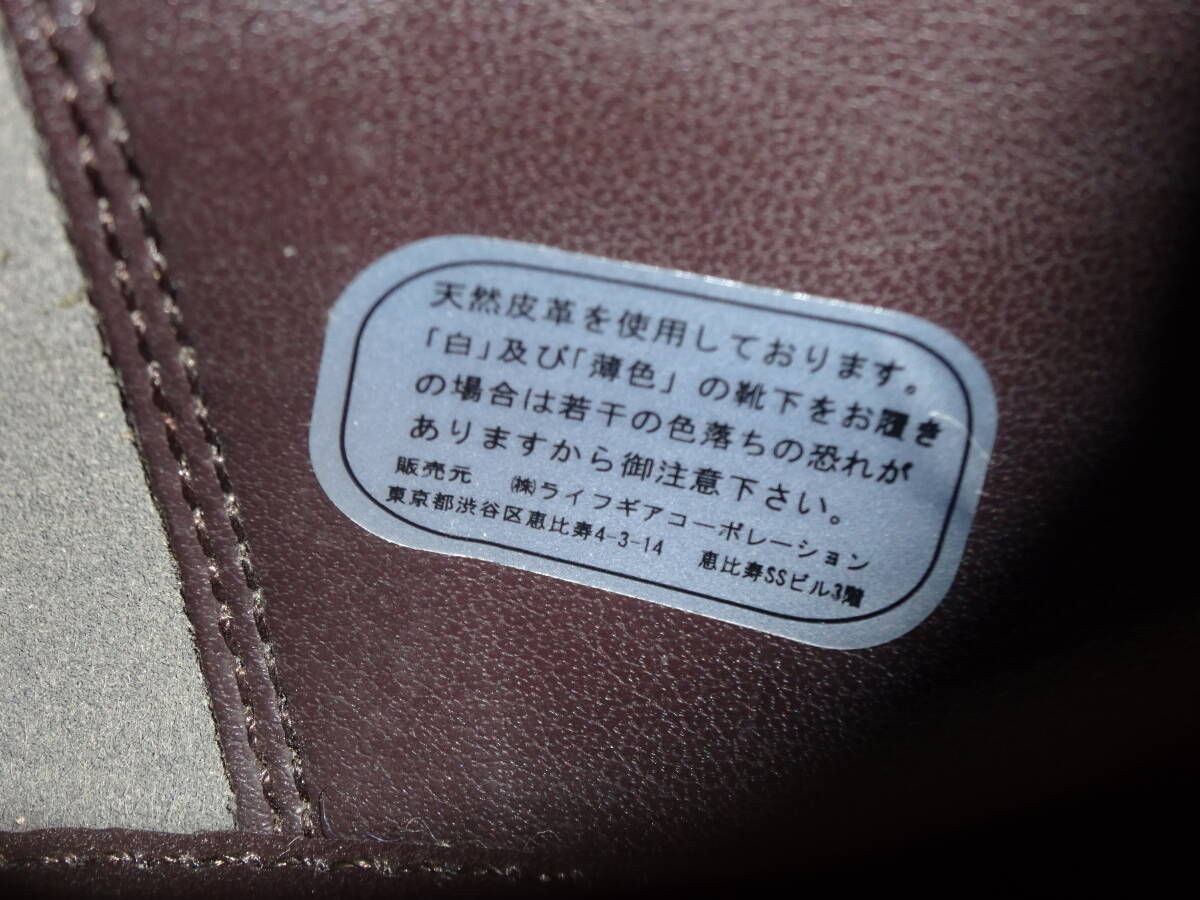 天然皮革を使用しております。
「白」及び「薄色」の靴下をお履き
の場合は若干の色落ちの恐れが
ありますから御注意下さい。
販売元　㈱ライフギアコーポレーション
東京都渋谷区恵比寿4-3-14　恵比寿SSビル3階